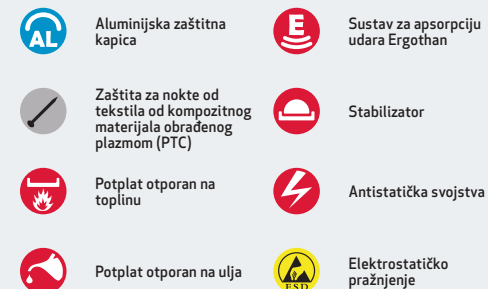 AL
Aluminijska zaštitna
kapica
Zaštita za nokte od
tekstila od kompozitnog
materijala obrađenog
plazmom (PTC)
Potplat otporan na
toplinu
Potplat otporan na ulja
E
Sustav za apsorpciju
udara Ergothan
Stabilizator
Antistatička svojstva
ESD
Elektrostatičko
pražnjenje